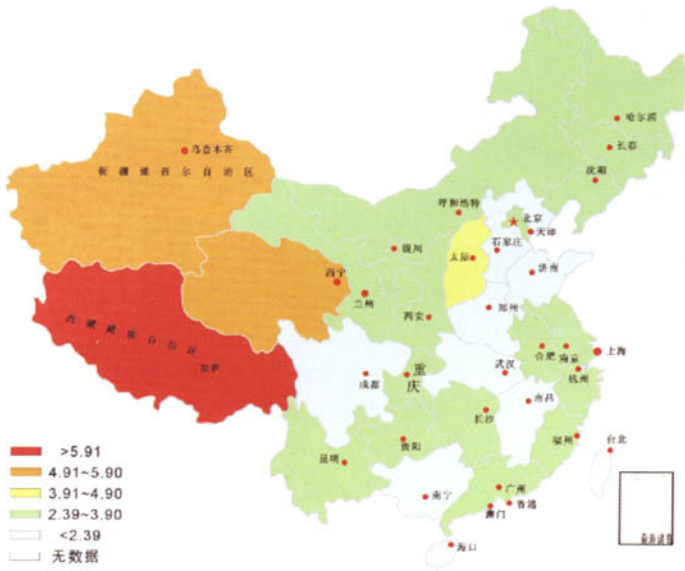 哈尔滨
长春
乌鲁木齐
沈阳
新疆维吾尔自治区
呼和浩特
北京
天津
银川
石家庄
太原
济南
西宁
兰州
郑州
西安
西藏藏族自治区
合肥
南京
上海
拉萨
武汉
杭州
成都
重庆
南昌
长沙
福州
贵阳
台北
昆明
>5.91
4.91~5.90
广州
3.91~4.90
南宁
香港
澳门
2.39~3.90
<2.39
海口
无数据